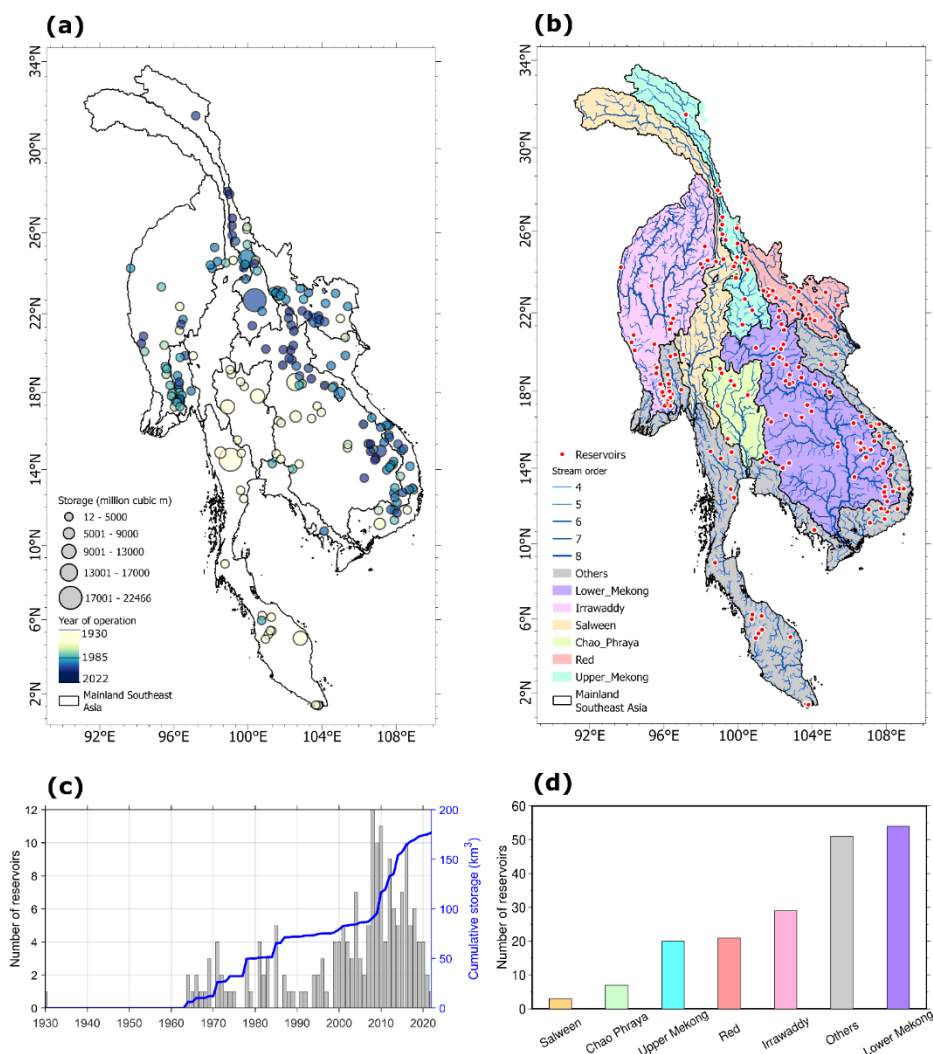 (a)
34°N
30°N
26°N
22°N
18°N
14°N
10°N
6°N
2°N
Storage (million cubic m)
12 - 5000
5001 - 9000
9001 - 13000
13001 - 17000
17001 - 22466
Year of operation
1930
1985
2022
Mainland Southeast
Asia
92°E 96°E 100°E 104°E 108°E
(b)
34°N
30°N
26°N
22°N
18°N
14°N
10°N
6°N
2°N
Reservoirs
Stream order
4
5
6
7
8
Others
Lower_Mekong
Irrawaddy
Salween
Chao_Phraya
Red
Upper_Mekong
Mainland
Southeast Asia
92°E 96°E 100°E 104°E 108°E
(c)
Number of reservoirs
12
10
8
6
4
2
0
1930 1940 1950 1960 1970 1980 1990 2000 2010 2020
200
150
100
50
0
Cumulative storage (km³)
(d)
Number of reservoirs
60
50
40
30
20
10
0
Salween
Chao Phraya
Upper Mekong
Red
Irrawaddy
Others
Lower Mekong